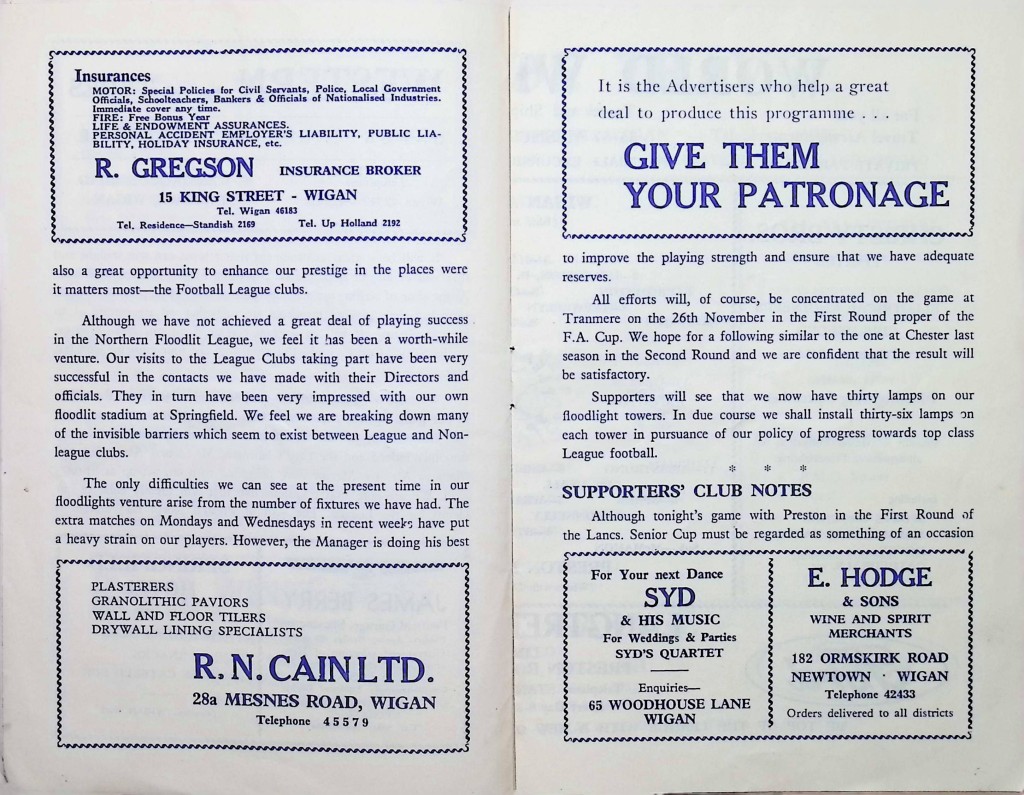 Insurances
MOTOR: Special Policies for Civil Servants, Police, Local Government
Officials, Schoolteachers, Bankers & Officials of Nationalised Industries.
Immediate cover any time.
FIRE: Free Bonus Year
LIFE & ENDOWMENT ASSURANCES.
PERSONAL ACCIDENT EMPLOYER'S LIABILITY, PUBLIC LIA-
BILITY, HOLIDAY INSURANCE, etc.
R. GREGSON INSURANCE BROKER
15 KING STREET - WIGAN
Tel. Wigan 46183
Tel. Residence—Standish 2169 Tel. Up Holland 2192
also a great opportunity to enhance our prestige in the places were
it matters most—the Football League clubs.
Although we have not achieved a great deal of playing success
in the Northern Floodlit League, we feel it has been a worth-while
venture. Our visits to the League Clubs taking part have been very
successful in the contacts we have made with their Directors and
officials. They in turn have been very impressed with our own
floodlit stadium at Springfield. We feel we are breaking down many
of the invisible barriers which seem to exist between League and Non-
league clubs.
The only difficulties we can see at the present time in our
floodlights venture arise from the number of fixtures we have had. The
extra matches on Mondays and Wednesdays in recent weeks have put
a heavy strain on our players. However, the Manager is doing his best
PLASTERERS
GRANOLITHIC PAVIORS
WALL AND FLOOR TILERS
DRYWALL LINING SPECIALISTS
R. N. CAIN LTD.
28a MESNES ROAD, WIGAN
Telephone 45579
It is the Advertisers who help a great
deal to produce this programme . . .
GIVE THEM
YOUR PATRONAGE
to improve the playing strength and ensure that we have adequate
reserves.
All efforts will, of course, be concentrated on the game at
Tranmere on the 26th November in the First Round proper of the
F.A. Cup. We hope for a following similar to the one at Chester last
season in the Second Round and we are confident that the result will
be satisfactory.
Supporters will see that we now have thirty lamps on our
floodlight towers. In due course we shall install thirty-six lamps on
each tower in pursuance of our policy of progress towards top class
League football.
* * *
SUPPORTERS' CLUB NOTES
Although tonight's game with Preston in the First Round of
the Lancs. Senior Cup must be regarded as something of an occasion
For Your next Dance
SYD
& HIS MUSIC
For Weddings & Parties
SYD'S QUARTET
Enquiries—
65 WOODHOUSE LANE
WIGAN
E. HODGE
& SONS
WINE AND SPIRIT
MERCHANTS
182 ORMSKIRK ROAD
NEWTOWN · WIGAN
Telephone 42433
Orders delivered to all districts